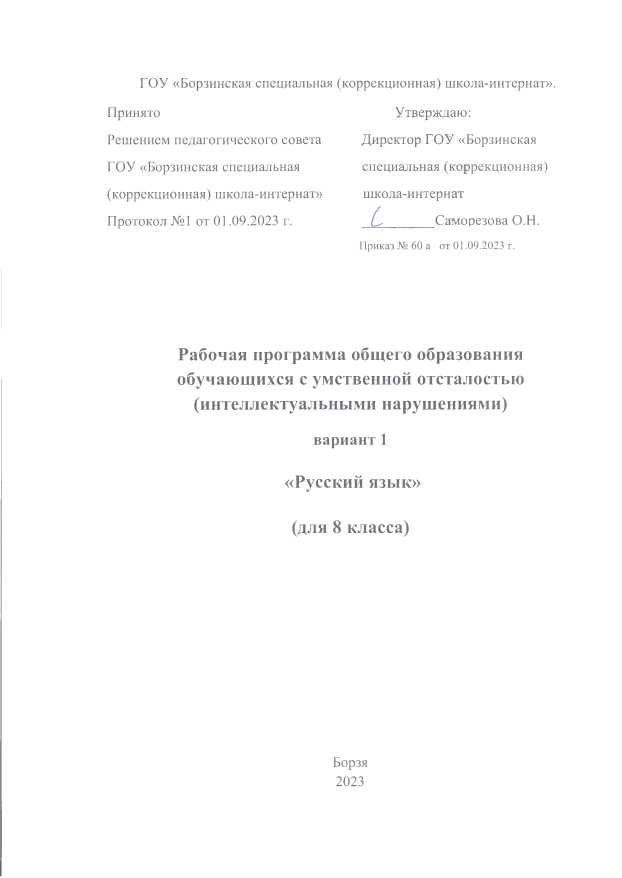 ГОУ «Борзинская специальная (коррекционная) школа-интернат».
Принято Утверждаю:
Решением педагогического совета Директор ГОУ «Борзинская
ГОУ «Борзинская специальная специальная (коррекционная)
(коррекционная) школа-интернат» школа-интернат
Протокол №1 от 01.09.2023 г. __________Саморезова О.Н.
Приказ № 60 а от 01.09.2023 г.
Рабочая программа общего образования
обучающихся с умственной отсталостью
(интеллектуальными нарушениями)
вариант 1
«Русский язык»
(для 8 класса)
Борзя
2023